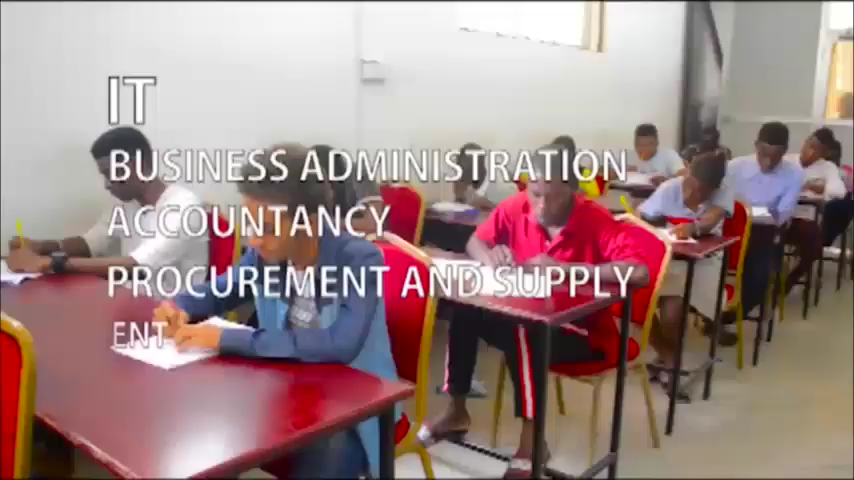 IT
BUSINESS ADMINISTRATION
ACCOUNTANCY
PROCUREMENT AND SUPPLY
ENT